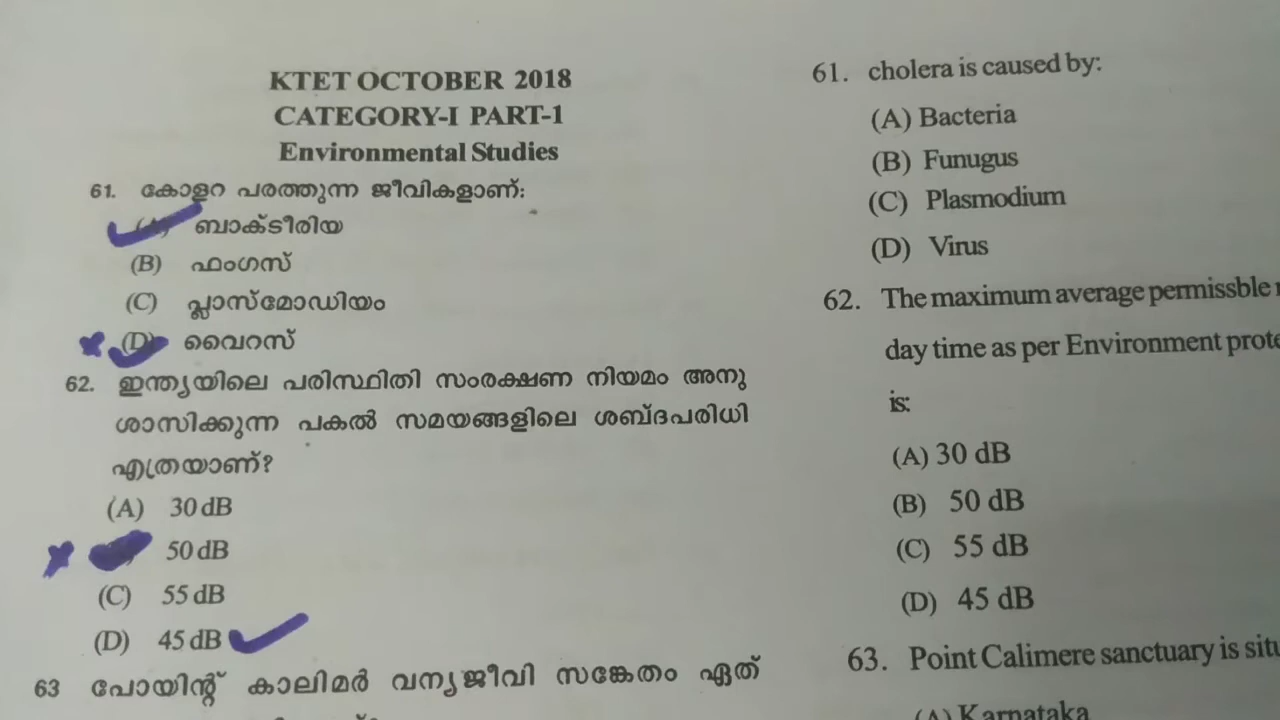 KTET OCTOBER 2018
CATEGORY-I PART-1
Environmental Studies
61. കോളറ പരത്തുന്ന ജീവികളാണ്:
(A) ബാക്ടീരിയ
(B) ഫംഗസ്
(C) പ്ലാസ്മോഡിയം
(D) വൈറസ്
62. ഇന്ത്യയിലെ പരിസ്ഥിതി സംരക്ഷണ നിയമം അനു
ശാസിക്കുന്ന പകൽ സമയങ്ങളിലെ ശബ്ദപരിധി
എത്രയാണ്?
(A) 30 dB
50 dB
(C) 55 dB
(D) 45 dB
63 പോയിന്റ് കാലിമർ വന്യജീവി സങ്കേതം ഏത്
61. cholera is caused by:
(A) Bacteria
(B) Funugus
(C) Plasmodium
(D) Virus
62. The maximum average permissble
day time as per Environment prote
is:
(A) 30 dB
(B) 50 dB
(C) 55 dB
(D) 45 dB
63. Point Calimere sanctuary is situ
(A) Karnataka